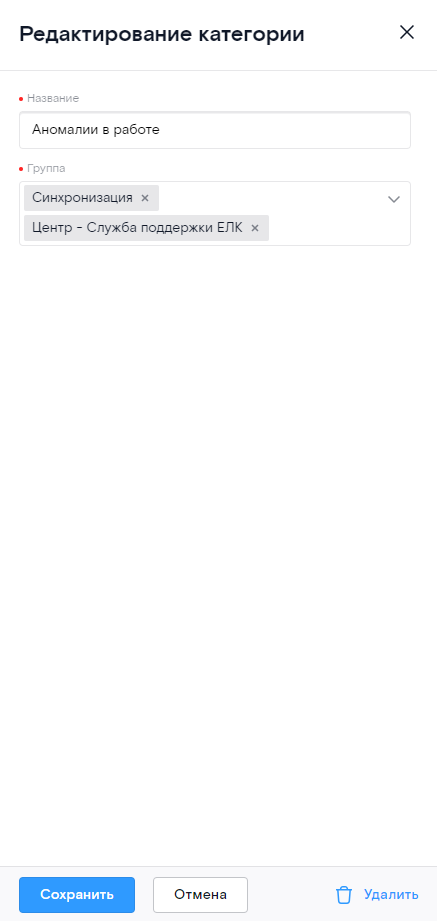 Редактирование категории
Название
Аномалии в работе
Группа
Синхронизация
Центр - Служба поддержки ЕЛК
Сохранить Отмена Удалить